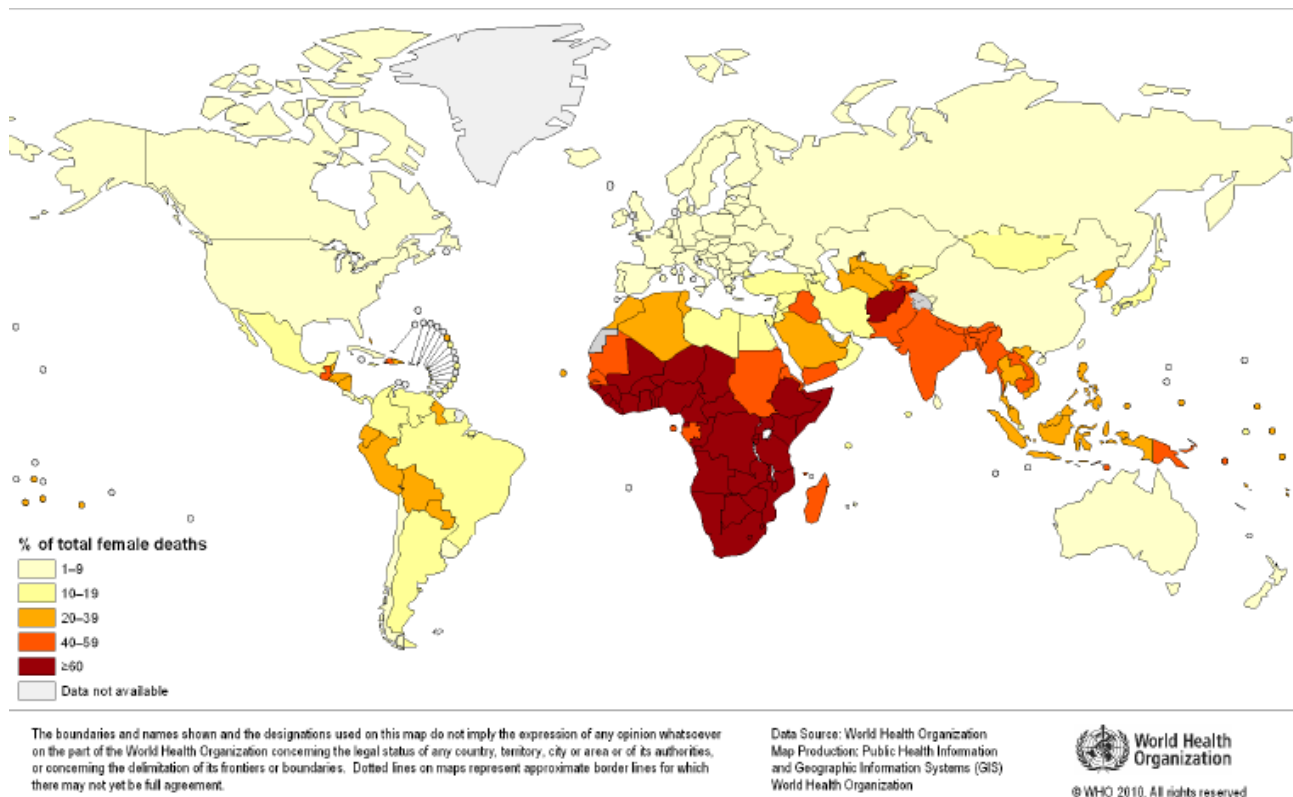 % of total female deaths
1–9
10–19
20–39
40–59
≥60
Data not available
The boundaries and names shown and the designations used on this map do not imply the expression of any opinion whatsoever
on the part of the World Health Organization concerning the legal status of any country, territory, city or area or of its authorities,
or concerning the delimitation of its frontiers or boundaries. Dotted lines on maps represent approximate border lines for which
there may not yet be full agreement.
Data Source: World Health Organization
Map Production: Public Health Information
and Geographic Information Systems (GIS)
World Health Organization
World Health
Organization
© WHO 2010. All rights reserved